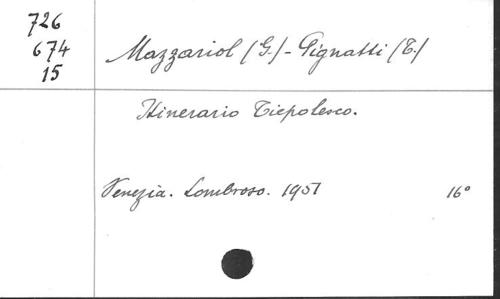 726
674
15
Mazzariol (G.) - Pignatti (T.)
Itinerario Tiepolesco.
Venezia. Lombroso. 1951
16°